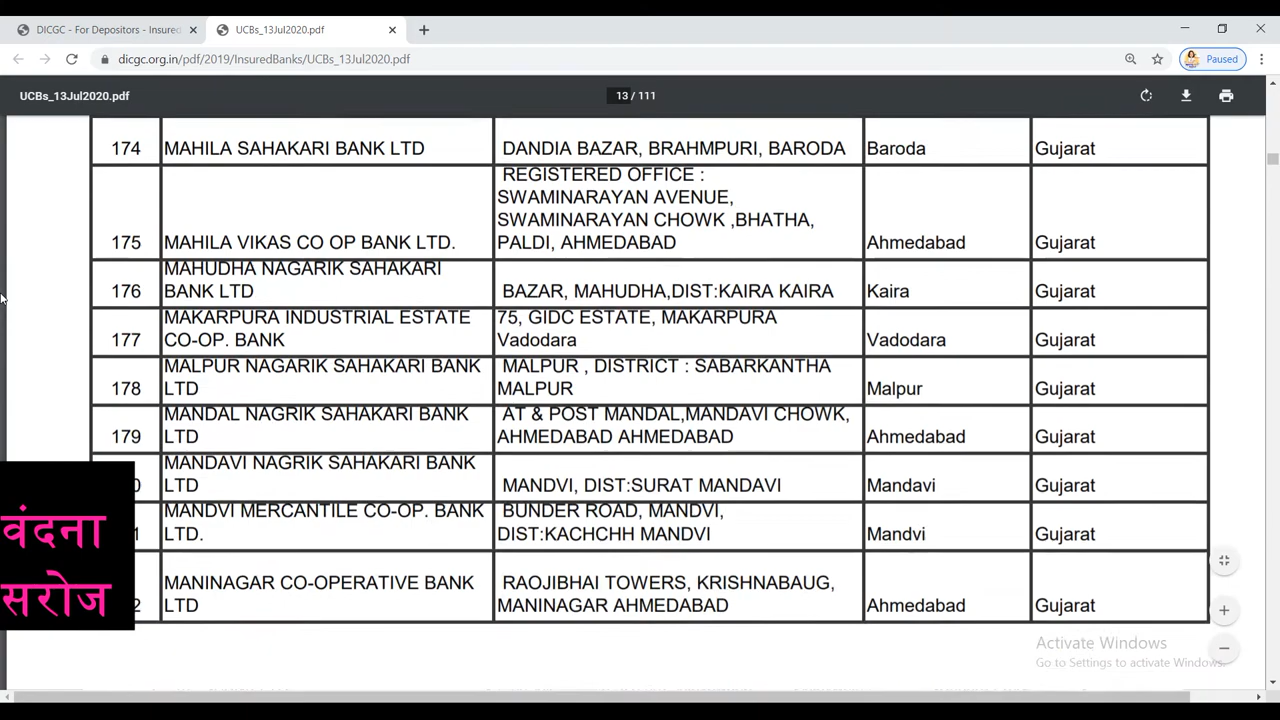 DICGC - For Depositors - Insured
UCBs_13Jul2020.pdf
dicgc.org.in/pdf/2019/InsuredBanks/UCBs_13Jul2020.pdf
Paused
UCBs_13Jul2020.pdf
13 / 111
174 MAHILA SAHAKARI BANK LTD DANDIA BAZAR, BRAHMPURI, BARODA Baroda Gujarat
REGISTERED OFFICE :
SWAMINARAYAN AVENUE,
SWAMINARAYAN CHOWK ,BHATHA,
175 MAHILA VIKAS CO OP BANK LTD. PALDI, AHMEDABAD Ahmedabad Gujarat
MAHUDHA NAGARIK SAHAKARI
176 BANK LTD BAZAR, MAHUDHA,DIST:KAIRA KAIRA Kaira Gujarat
MAKARPURA INDUSTRIAL ESTATE 75, GIDC ESTATE, MAKARPURA
177 CO-OP. BANK Vadodara Vadodara Gujarat
MALPUR NAGARIK SAHAKARI BANK MALPUR , DISTRICT : SABARKANTHA
178 LTD MALPUR Malpur Gujarat
MANDAL NAGRIK SAHAKARI BANK AT & POST MANDAL,MANDAVI CHOWK,
179 LTD AHMEDABAD AHMEDABAD Ahmedabad Gujarat
MANDAVI NAGRIK SAHAKARI BANK
0 LTD MANDVI, DIST:SURAT MANDAVI Mandavi Gujarat
MANDVI MERCANTILE CO-OP. BANK BUNDER ROAD, MANDVI,
1 LTD. DIST:KACHCHH MANDVI Mandvi Gujarat
MANINAGAR CO-OPERATIVE BANK RAOJIBHAI TOWERS, KRISHNABAUG,
2 LTD MANINAGAR AHMEDABAD Ahmedabad Gujarat
वंदना
सरोज
Activate Windows
Go to Settings to activate Windows.